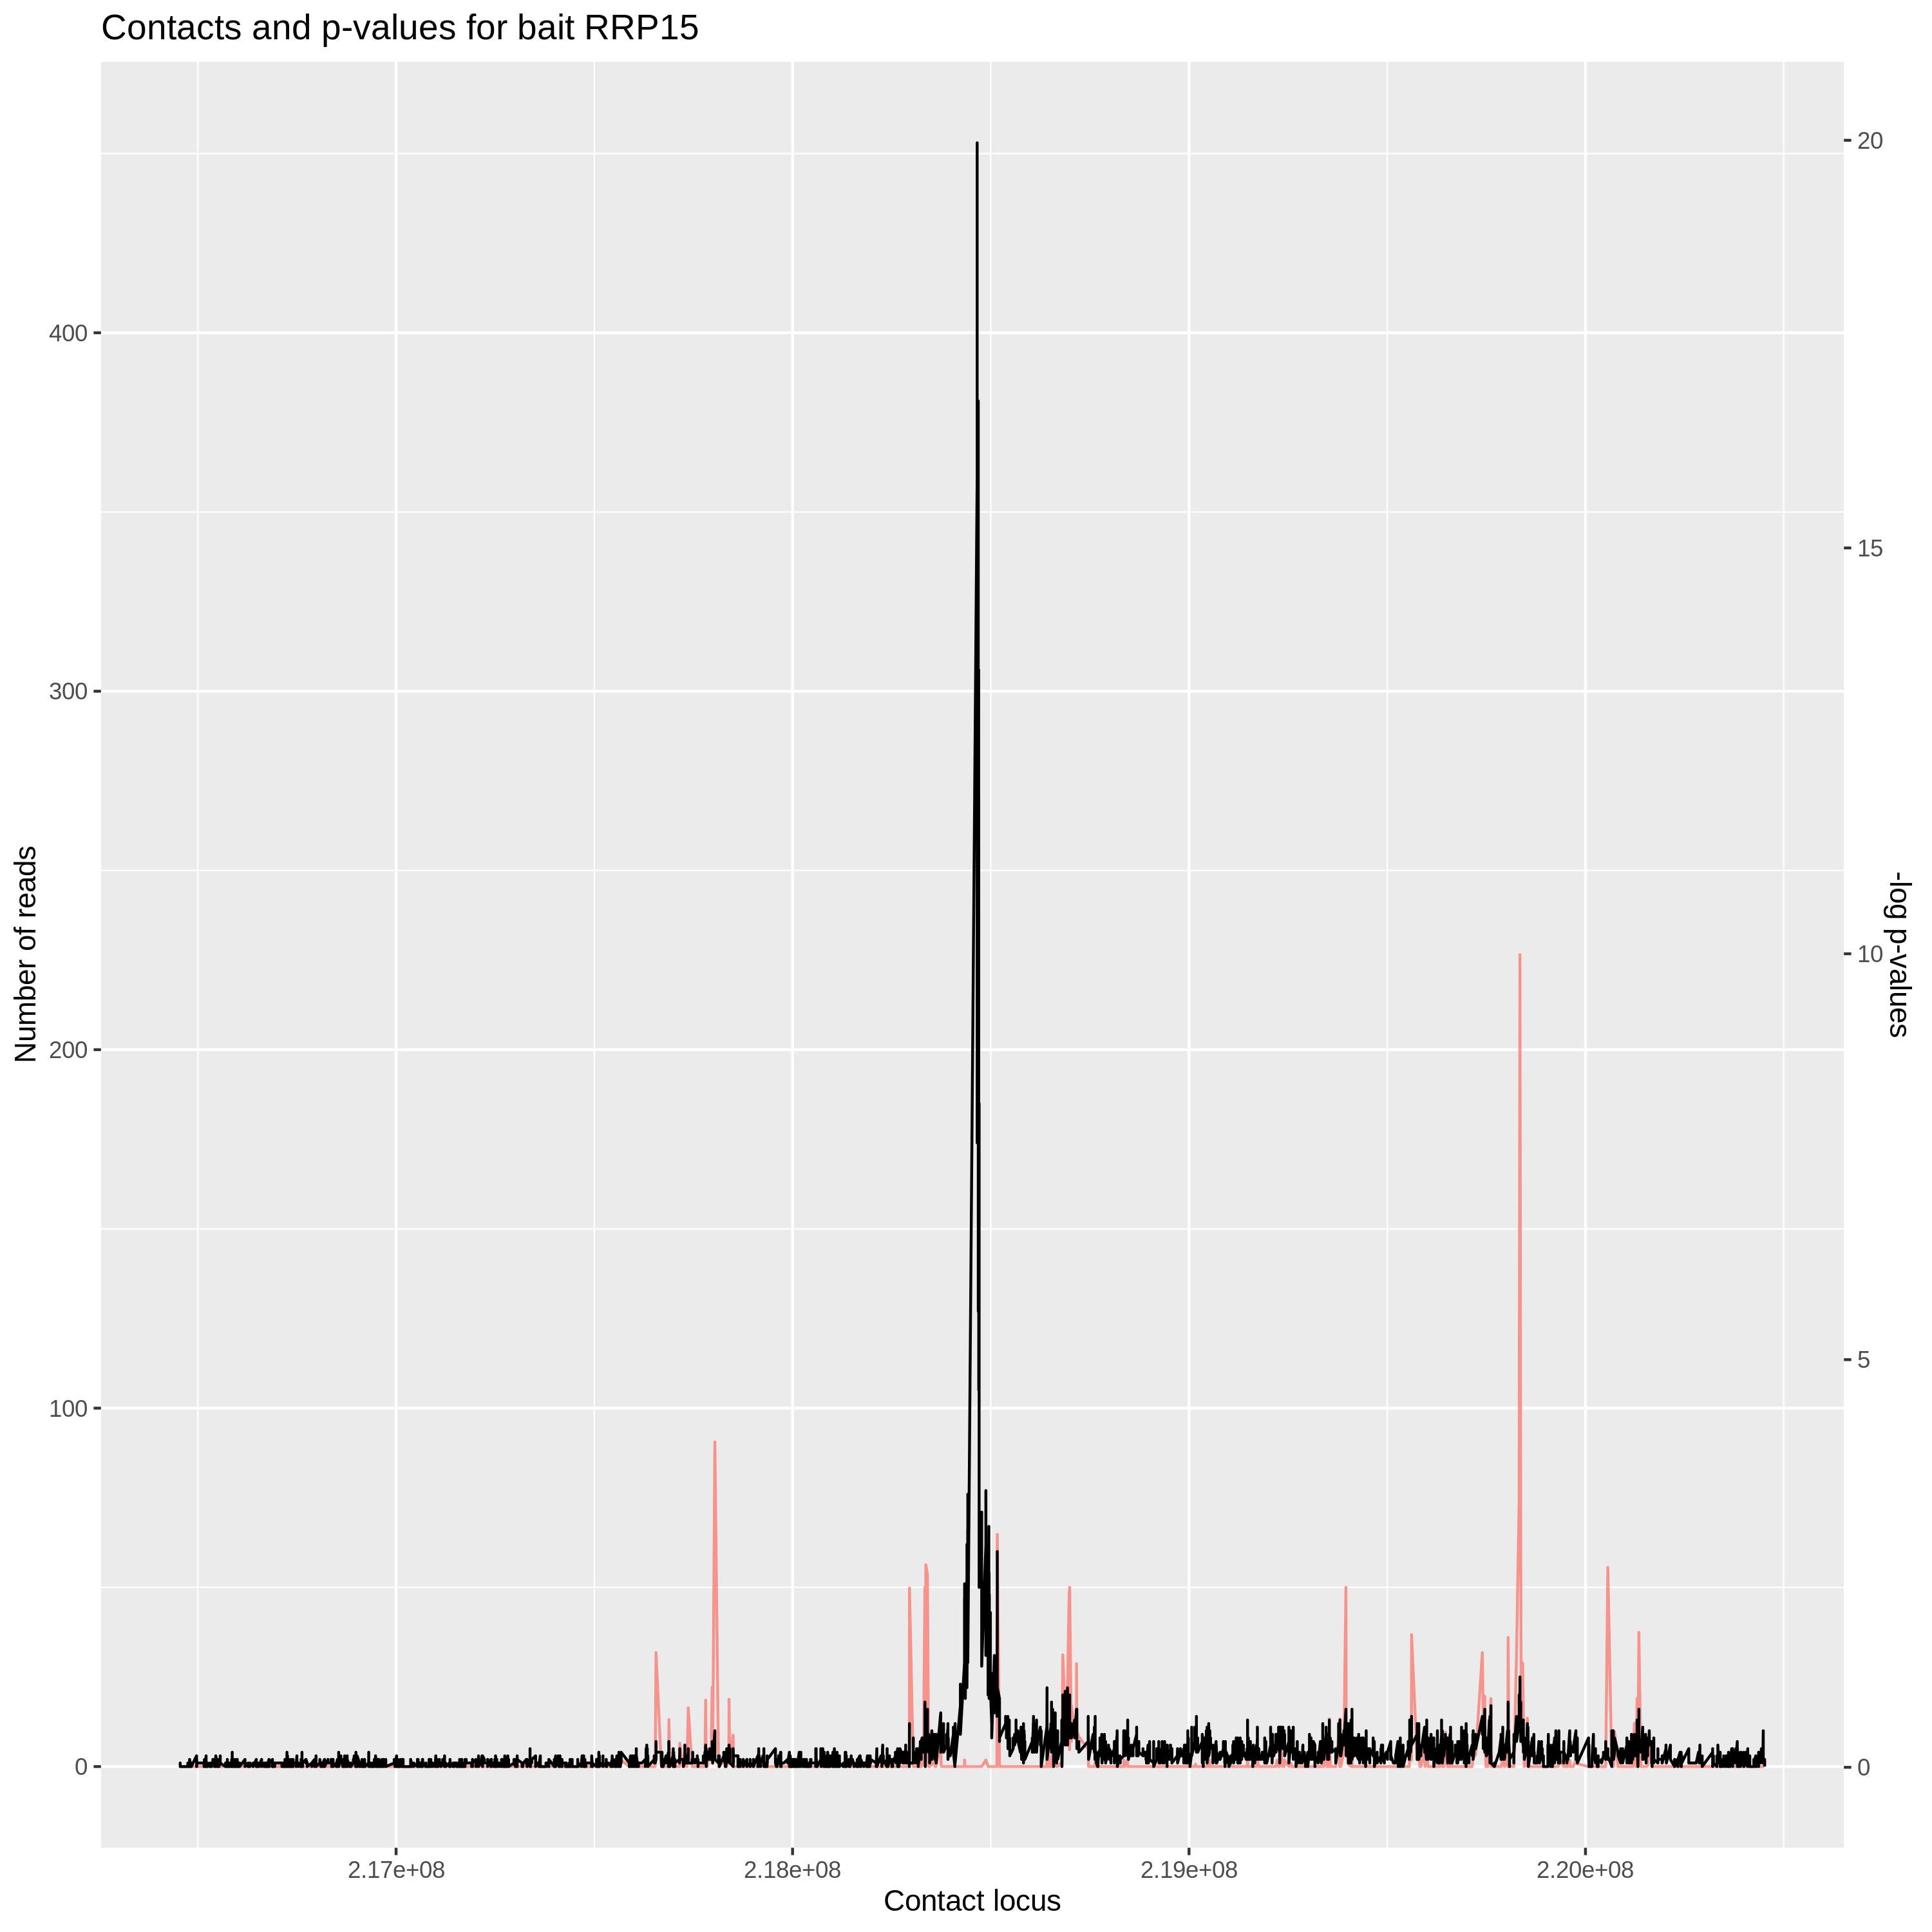 Contacts and p-values for bait RRP15
Number of reads
400
300
200
100
0
20
15
10
5
0
-log p-values
2.17e+08 2.18e+08 2.19e+08 2.20e+08
Contact locus